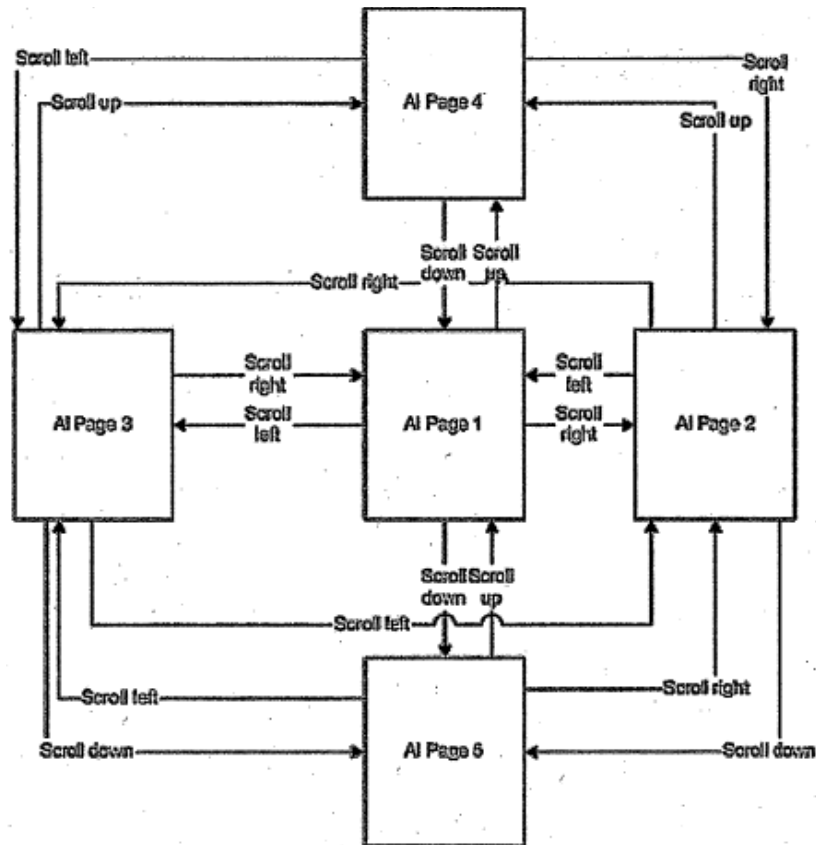 Scroll left
Scroll
right
Scroll up
AI Page 4
Scroll up
Scroll
down
Scroll
up
Scroll right
Scroll
right
Scroll
left
AI Page 3
AI Page 1
AI Page 2
Scroll
left
Scroll
right
Scroll
down
Scroll
up
Scroll left
Scroll left
Scroll right
Scroll down
AI Page 5
Scroll down